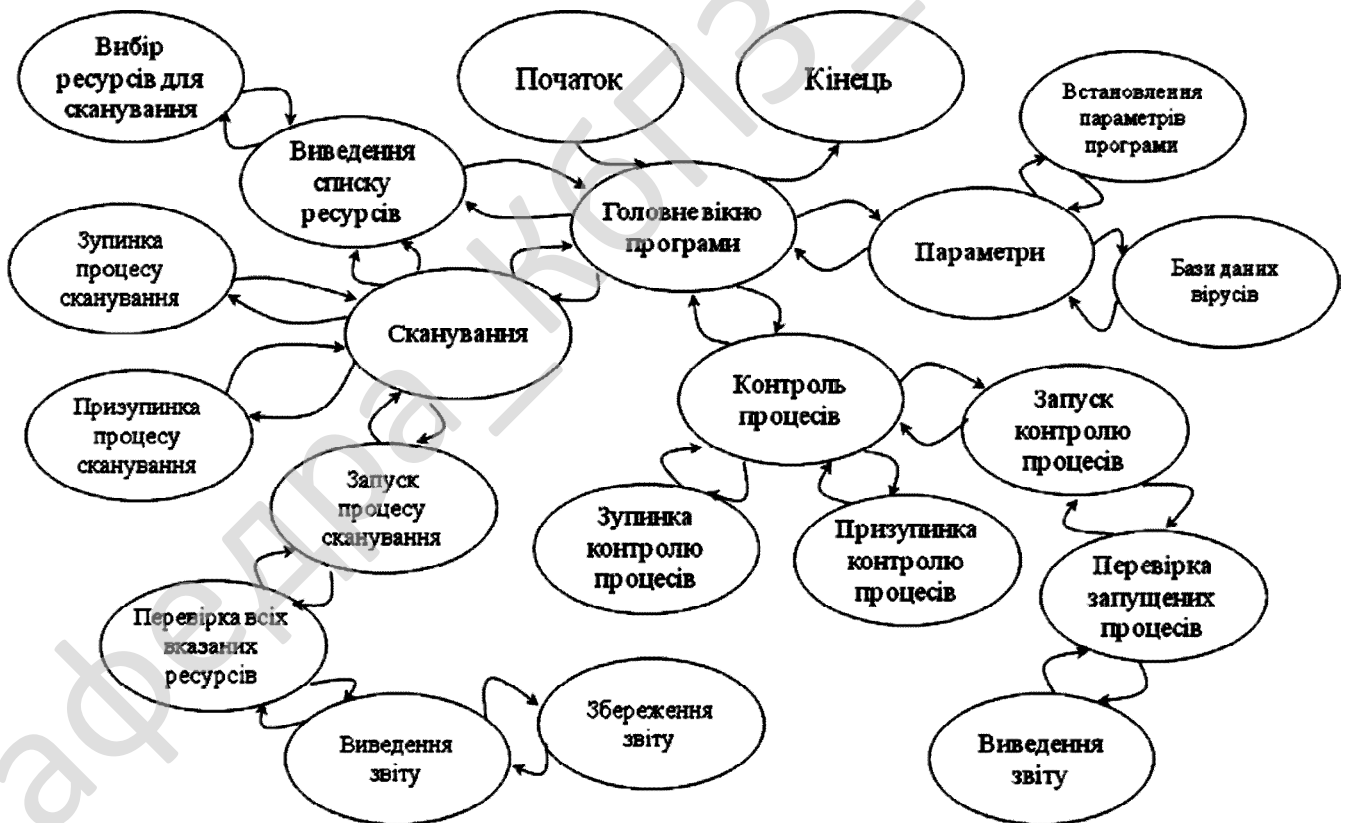 Вибір
ресурсів для
сканування
Початок
Кінець
Встановлення
параметрів
програми
Виведення
списку
ресурсів
Головне вікно
програми
Параметри
Бази даних
вірусів
Зупинка
процесу
сканування
Сканування
Призупинка
процесу
сканування
Контроль
процесів
Запуск
контролю
процесів
Запуск
процесу
сканування
Зупинка
контролю
процесів
Призупинка
контролю
процесів
Перевірка
запущених
процесів
Перевірка всіх
вказаних
ресурсів
Виведення
звіту
Збереження
звіту
Виведення
звіту
афедра_КбПЗ_